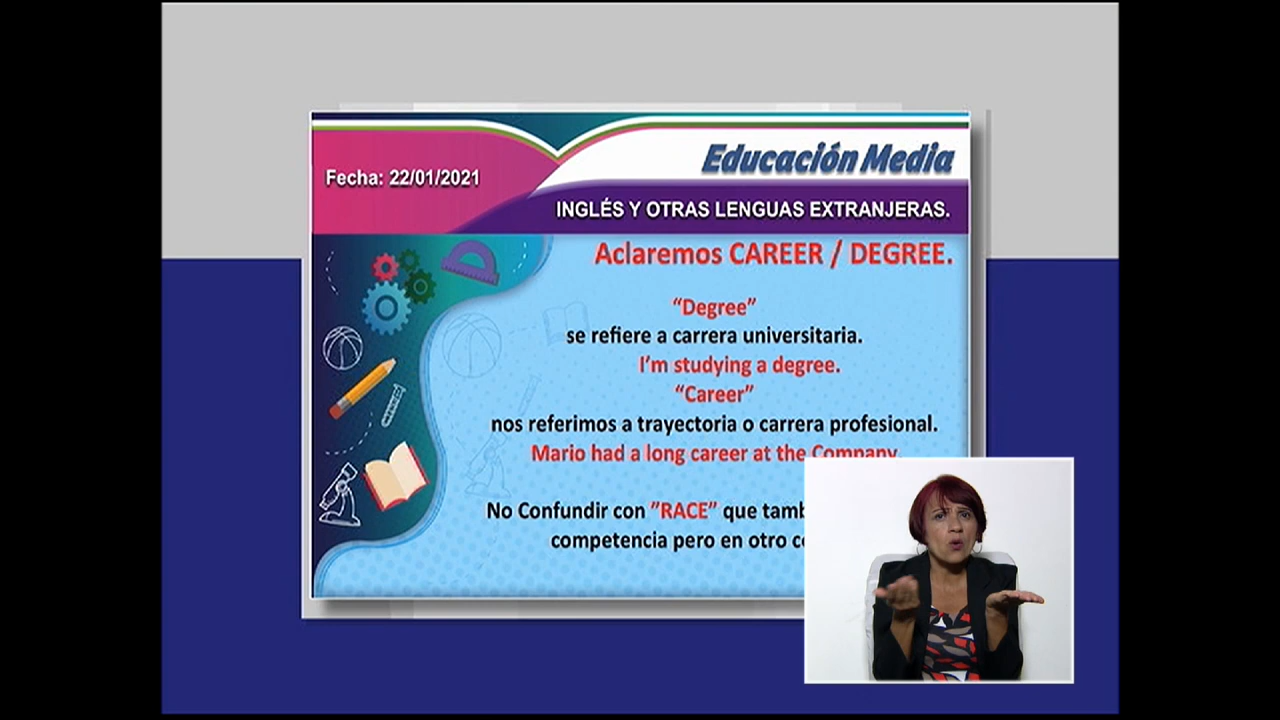 Fecha: 22/01/2021
Educación Media
INGLÉS Y OTRAS LENGUAS EXTRANJERAS.
Aclaremos CAREER / DEGREE.
“Degree”
se refiere a carrera universitaria.
I’m studying a degree.
“Career”
nos referimos a trayectoria o carrera profesional.
Mario had a long career at the Company.
No Confundir con ”RACE” que
competencia pero en otro